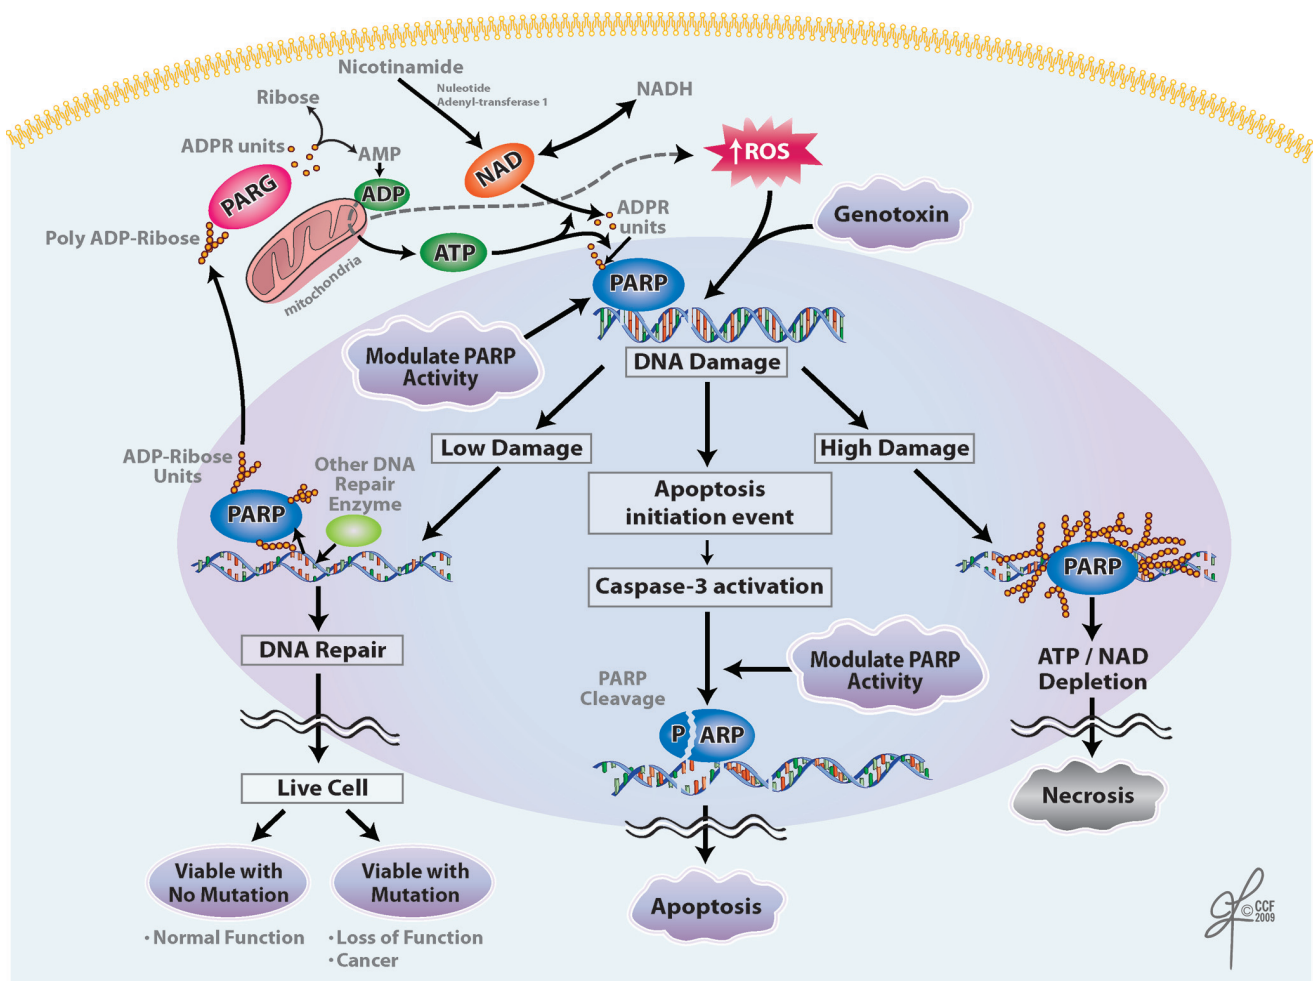 Nicotinamide
Nuleotide
Adenyl-transferase 1
NADH
Ribose
ADPR units
AMP
NAD
↑ROS
PARG
ADP
Genotoxin
ADPR
units
Poly ADP-Ribose
ATP
mitochondria
PARP
Modulate PARP
Activity
DNA Damage
Low Damage
High Damage
ADP-Ribose
Units
Other DNA
Repair
Enzyme
Apoptosis
initiation event
PARP
PARP
Caspase-3 activation
DNA Repair
Modulate PARP
Activity
ATP / NAD
Depletion
PARP
Cleavage
P ARP
Live Cell
Necrosis
Viable with
No Mutation
Viable with
Mutation
Apoptosis
• Normal Function
• Loss of Function
• Cancer
© CCF
2009